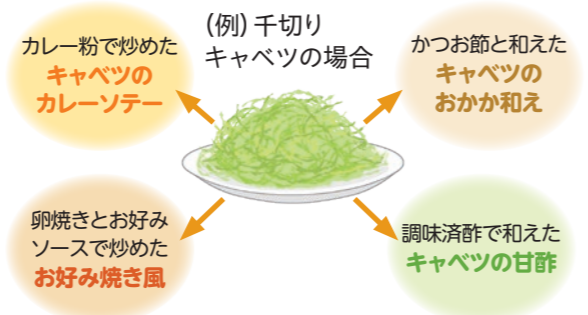 (例)千切り
キャベツの場合
カレー粉で炒めた
キャベツの
カレーソテー
かつお節と和えた
キャベツの
おかか和え
卵焼きとお好み
ソースで炒めた
お好み焼き風
調味済酢で和えた
キャベツの甘酢